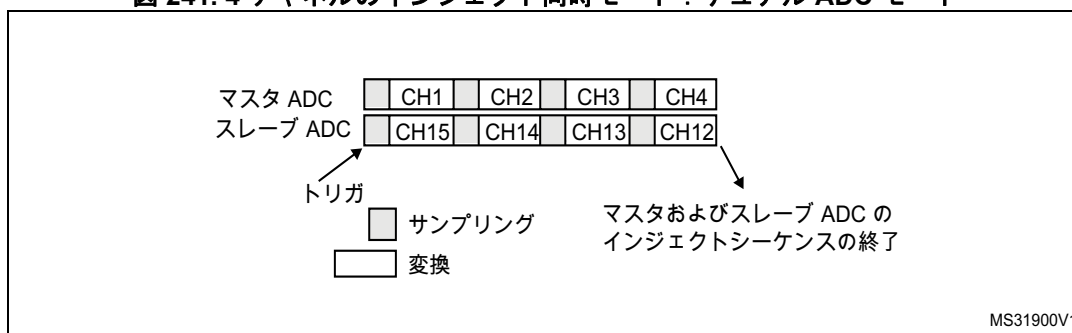 図 241. 4 チャネルのインジェクト同時モード：デュアル ADC モード
マスタ ADC CH1 CH2 CH3 CH4
スレーブ ADC CH15 CH14 CH13 CH12
トリガ
サンプリング
変換
マスタおよびスレーブ ADC の
インジェクトシーケンスの終了
MS31900V1